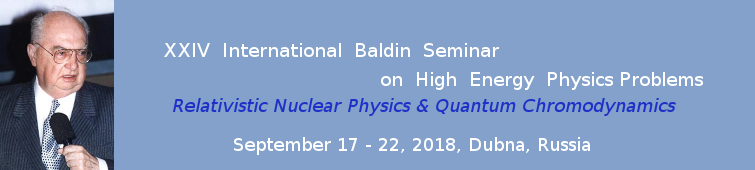 XXIV International Baldin Seminar
on High Energy Physics Problems
Relativistic Nuclear Physics & Quantum Chromodynamics
September 17 - 22, 2018, Dubna, Russia